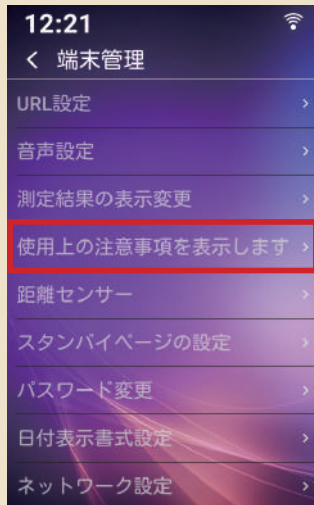 12:21
く 端末管理
URL設定 ›
音声設定 ›
測定結果の表示変更 ›
使用上の注意事項を表示します ›
距離センサー ›
スタンバイページの設定 ›
パスワード変更 ›
日付表示書式設定 ›
ネットワーク設定 ›